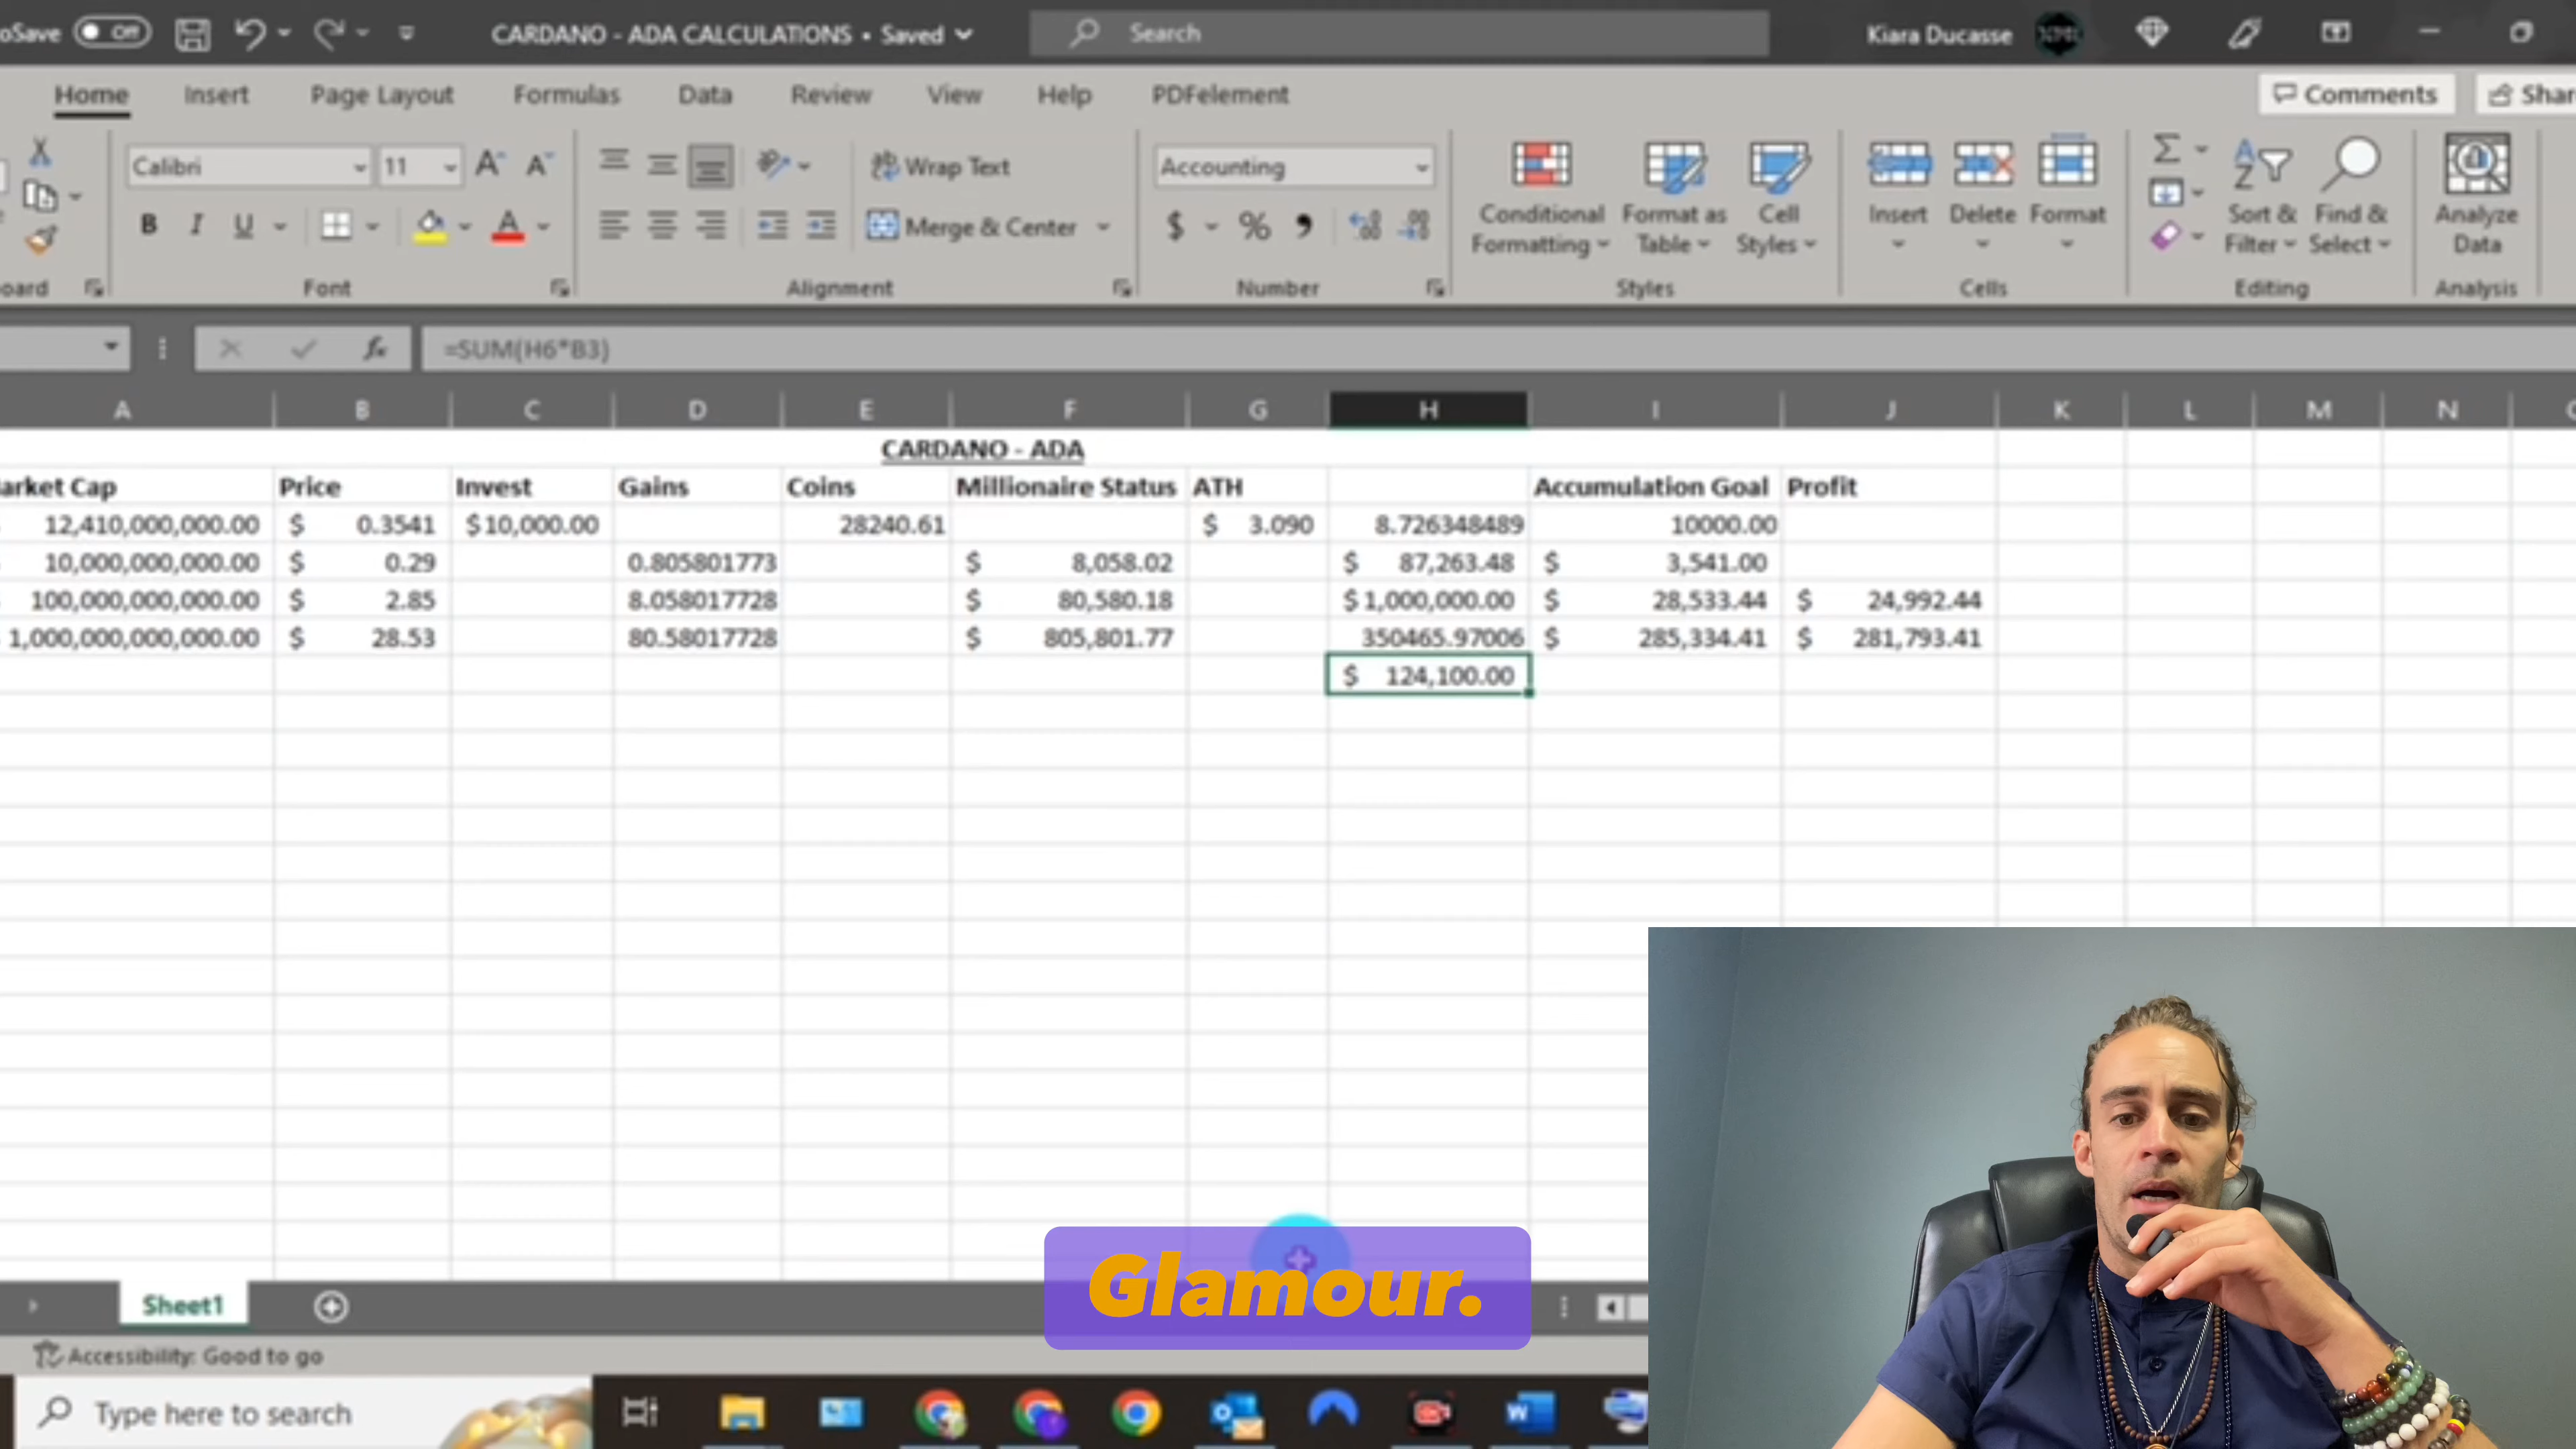 oSave Off CARDANO - ADA CALCULATIONS • Saved Search Kiara Ducasse
Home Insert Page Layout Formulas Data Review View Help PDFelement Comments Shar
Calibri 11 A A Wrap Text Accounting
B I U A Merge & Center $ % , Conditional Formatting Format as Table Cell Styles Insert Delete Format Sort & Filter Find & Select Analyze Data
oard Font Alignment Number Styles Cells Editing Analysis
fx =SUM(H6*B3)
A B C D E F G H I J K L M N
CARDANO - ADA
arket Cap Price Invest Gains Coins Millionaire Status ATH Accumulation Goal Profit
12,410,000,000.00 $ 0.3541 $10,000.00 28240.61 $ 3.090 8.726348489 10000.00
10,000,000,000.00 $ 0.29 0.805801773 $ 8,058.02 $ 87,263.48 $ 3,541.00
100,000,000,000.00 $ 2.85 8.058017728 $ 80,580.18 $1,000,000.00 $ 28,533.44 $ 24,992.44
1,000,000,000,000.00 $ 28.53 80.58017728 $ 805,801.77 350465.97006 $ 285,334.41 $ 281,793.41
$ 124,100.00
Glamour.
Sheet1
Accessibility: Good to go
Type here to search